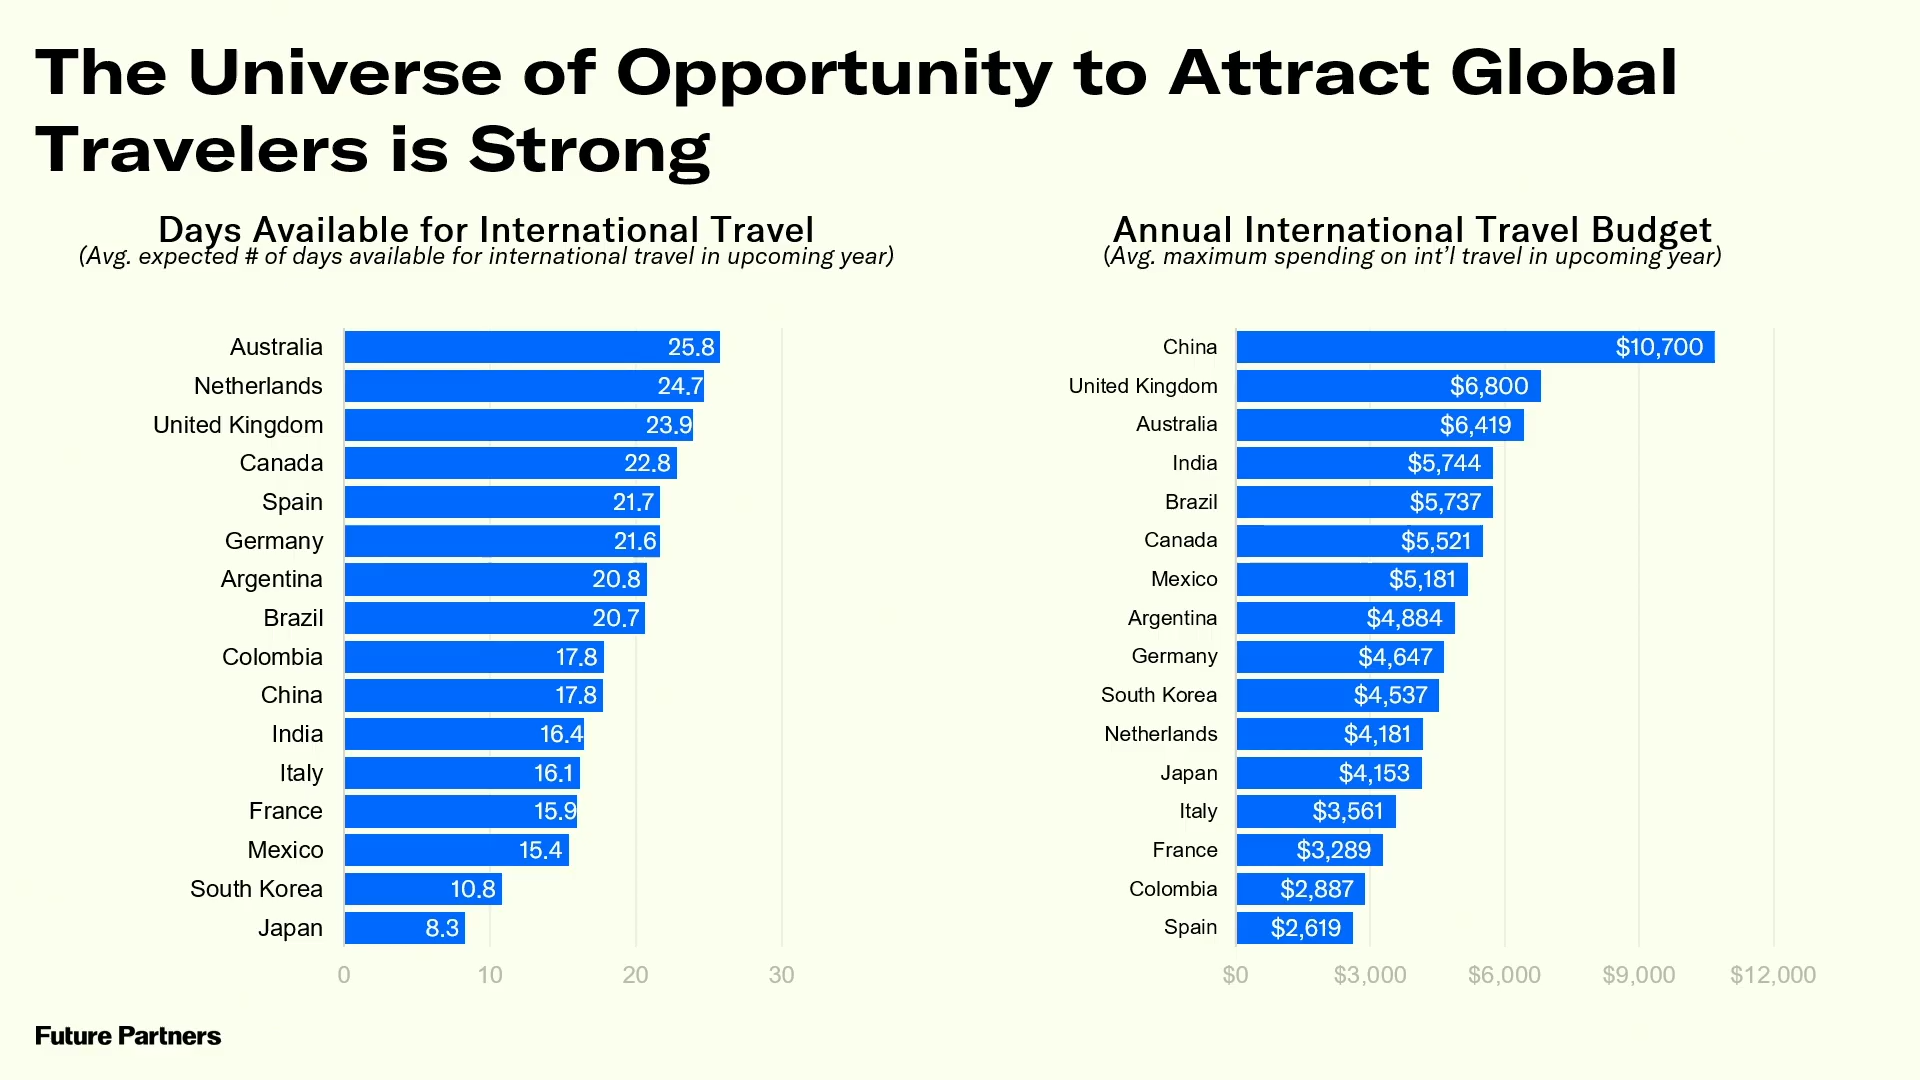 The Universe of Opportunity to Attract Global
Travelers is Strong
Days Available for International Travel
(Avg. expected # of days available for international travel in upcoming year)
Australia 25.8
Netherlands 24.7
United Kingdom 23.9
Canada 22.8
Spain 21.7
Germany 21.6
Argentina 20.8
Brazil 20.7
Colombia 17.8
China 17.8
India 16.4
Italy 16.1
France 15.9
Mexico 15.4
South Korea 10.8
Japan 8.3
0 10 20 30
Annual International Travel Budget
(Avg. maximum spending on int’l travel in upcoming year)
China $10,700
United Kingdom $6,800
Australia $6,419
India $5,744
Brazil $5,737
Canada $5,521
Mexico $5,181
Argentina $4,884
Germany $4,647
South Korea $4,537
Netherlands $4,181
Japan $4,153
Italy $3,561
France $3,289
Colombia $2,887
Spain $2,619
$0 $3,000 $6,000 $9,000 $12,000
Future Partners